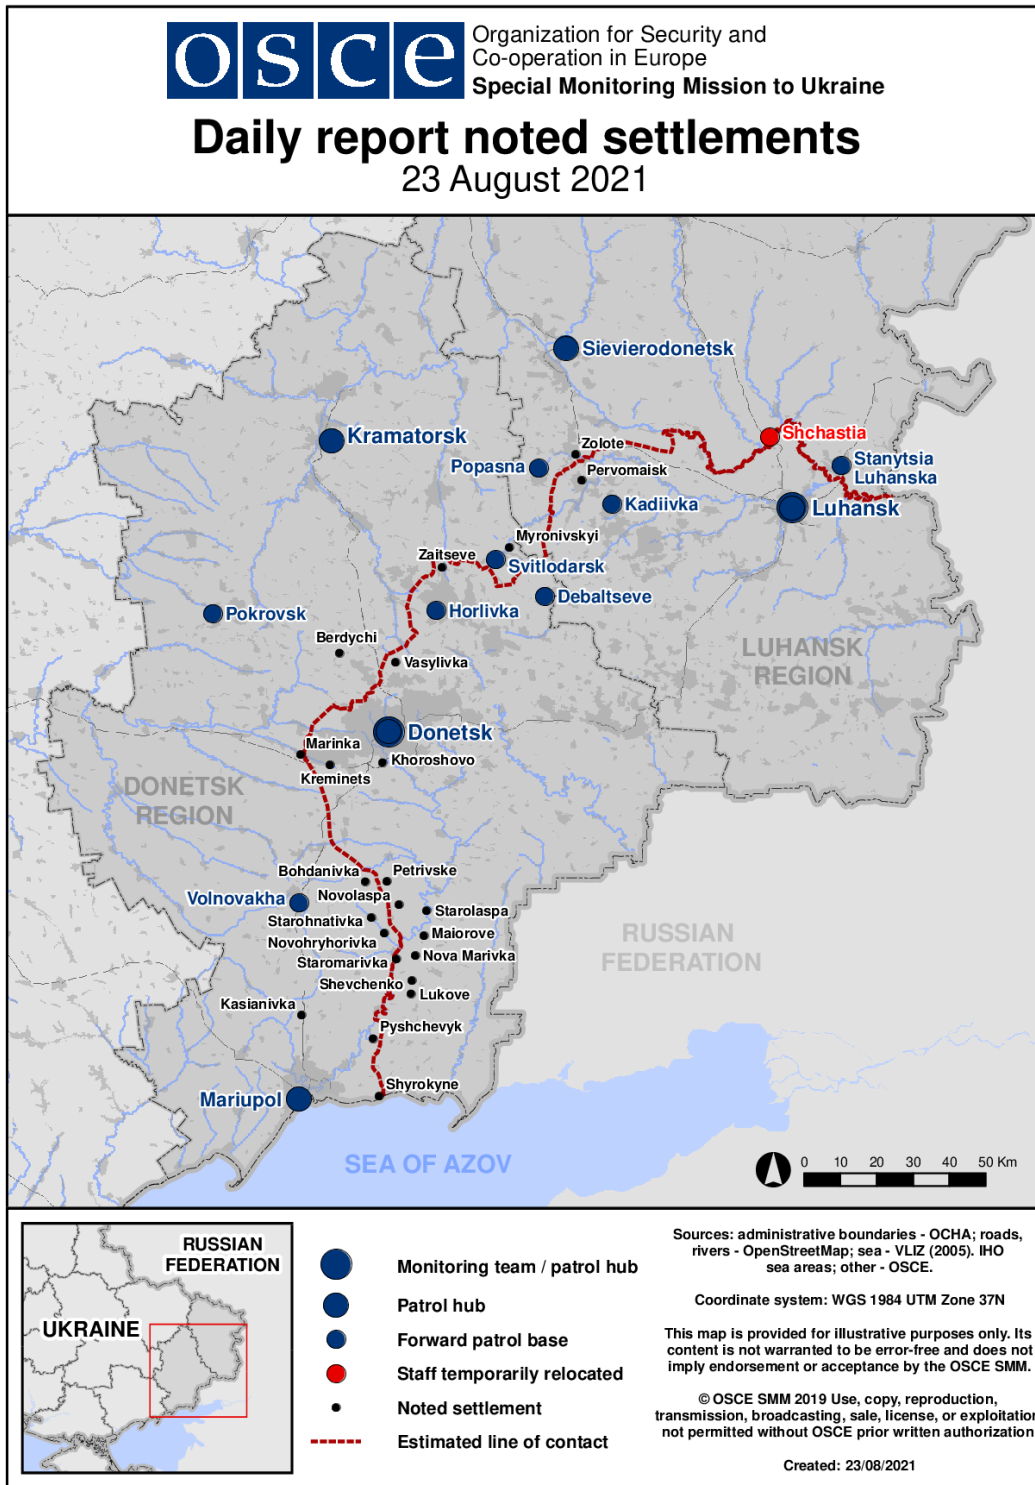 osce
Organization for Security and
Co-operation in Europe
Special Monitoring Mission to Ukraine
Daily report noted settlements
23 August 2021
Sievierodonetsk
Kramatorsk
Shchastia
Zolote
Popasna
Pervomaisk
Stanytsia
Luhanska
Kadiivka
Luhansk
Myronivskyi
Zaitseve
Svitlodarsk
Debaltseve
Horlivka
Pokrovsk
Berdychi
Vasylivka
LUHANSK
REGION
Donetsk
Marinka
Khoroshovo
Kreminets
DONETSK
REGION
Bohdanivka
Petrivske
Volnovakha
Novolaspa
Starolaspa
Starohnativka
Maiorove
Novohryhorivka
Nova Marivka
Staromarivka
Shevchenko
Lukove
RUSSIAN
FEDERATION
Kasianivka
Pyshchevyk
Shyrokyne
Mariupol
SEA OF AZOV
0 10 20 30 40 50 Km
RUSSIAN
FEDERATION
UKRAINE
Monitoring team / patrol hub
Patrol hub
Forward patrol base
Staff temporarily relocated
Noted settlement
Estimated line of contact
Sources: administrative boundaries - OCHA; roads,
rivers - OpenStreetMap; sea - VLIZ (2005). IHO
sea areas; other - OSCE.
Coordinate system: WGS 1984 UTM Zone 37N
This map is provided for illustrative purposes only. Its
content is not warranted to be error-free and does not
imply endorsement or acceptance by the OSCE SMM.
© OSCE SMM 2019 Use, copy, reproduction,
transmission, broadcasting, sale, license, or exploitation
not permitted without OSCE prior written authorization
Created: 23/08/2021